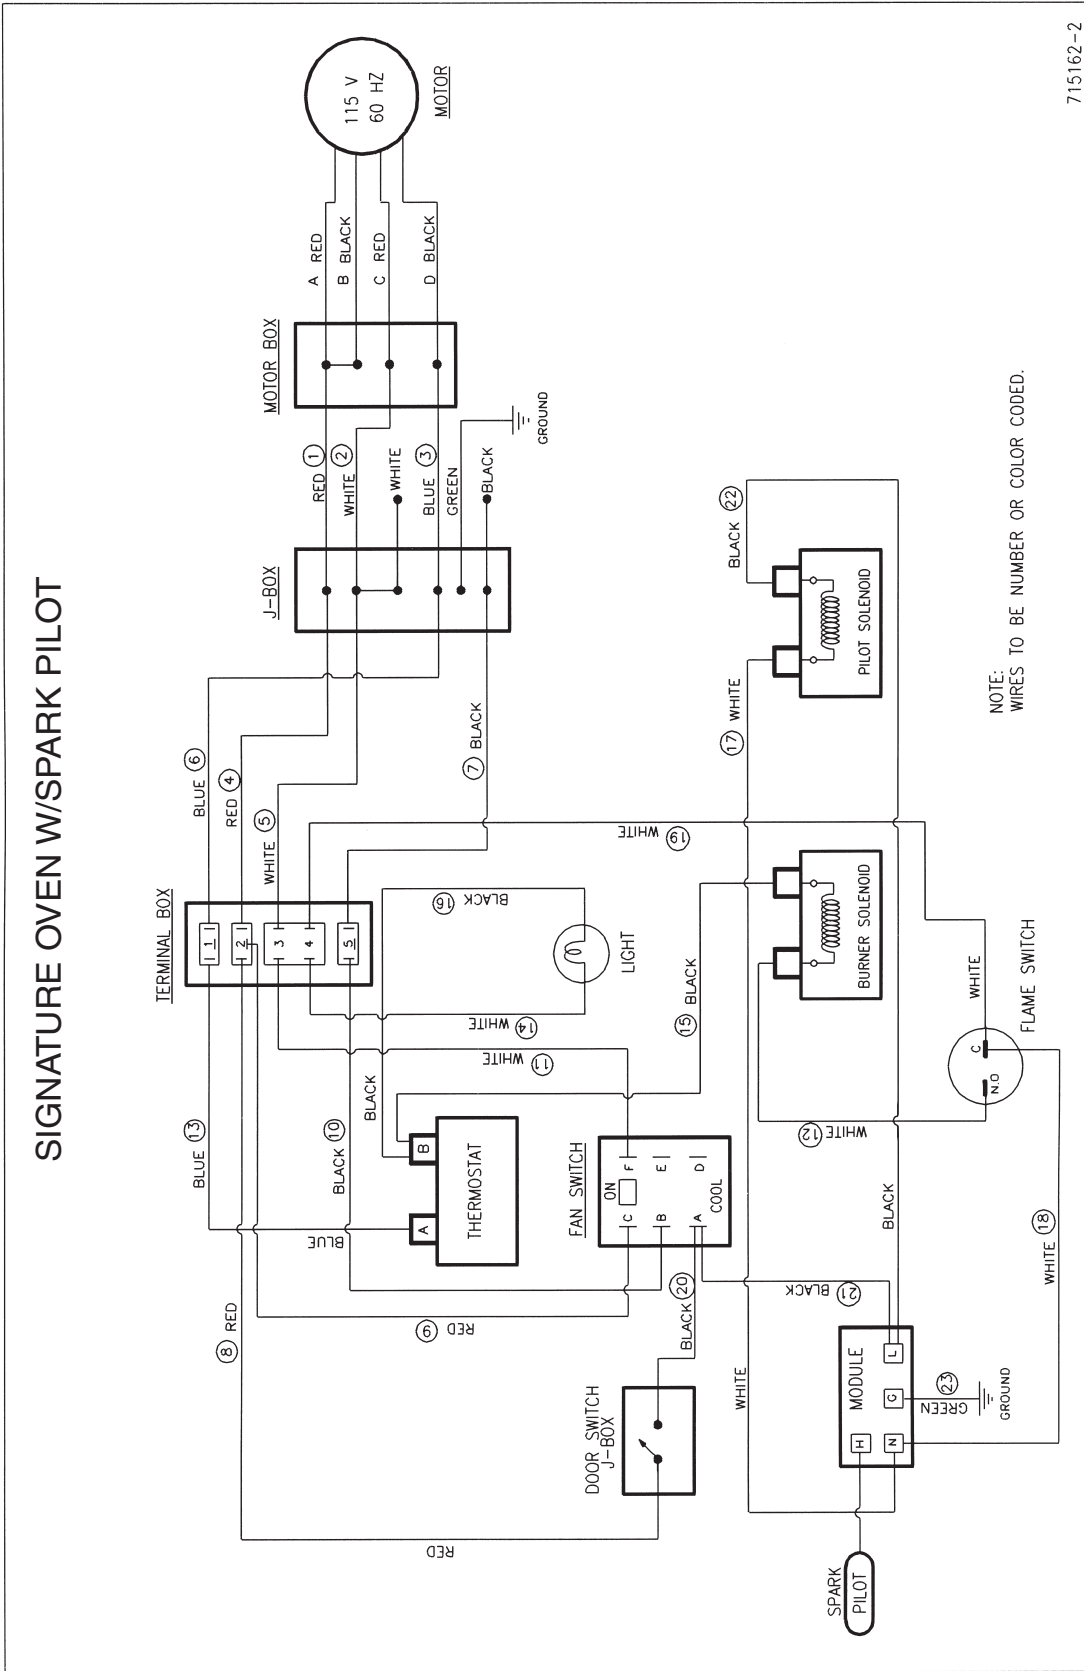 SIGNATURE OVEN W/SPARK PILOT
115 V
60 HZ
MOTOR
A RED
B BLACK
C RED
D BLACK
MOTOR BOX
RED 1
WHITE 2
WHITE
BLUE 3
GREEN
BLACK
GROUND
J-BOX
BLUE 6
RED 4
WHITE 5
7 BLACK
TERMINAL BOX
1
2
3
4
5
BLACK 16
LIGHT
WHITE 14
WHITE 11
WHITE 19
BLUE 13
BLACK 10
BLACK
BLUE
A
B
THERMOSTAT
15 BLACK
FAN SWITCH
ON
C
F
B
E
A
D
COOL
8 RED
RED 9
RED
BLACK 20
BLACK 21
DOOR SWITCH
J-BOX
BLACK 22
17 WHITE
PILOT SOLENOID
BURNER SOLENOID
WHITE
FLAME SWITCH
C
N.O
WHITE 12
BLACK
WHITE 18
WHITE
MODULE
H
N
G
L
GREEN 23
GROUND
SPARK
PILOT
NOTE:
WIRES TO BE NUMBER OR COLOR CODED.
715162-2